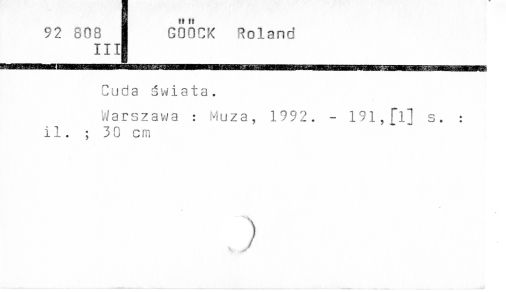 92 808 GÖÖCK Roland
III
Cuda świata.
Warszawa : Muza, 1992. - 191,[1] s. :
il. ; 30 cm